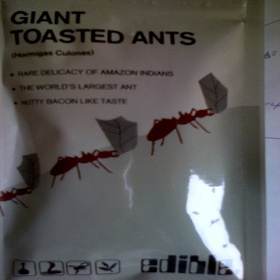 GIANT
TOASTED ANTS
(Hormigas Culonas)
• RARE DELICACY OF AMAZON INDIANS
• THE WORLD'S LARGEST ANT
• NUTTY BACON LIKE TASTE
edible